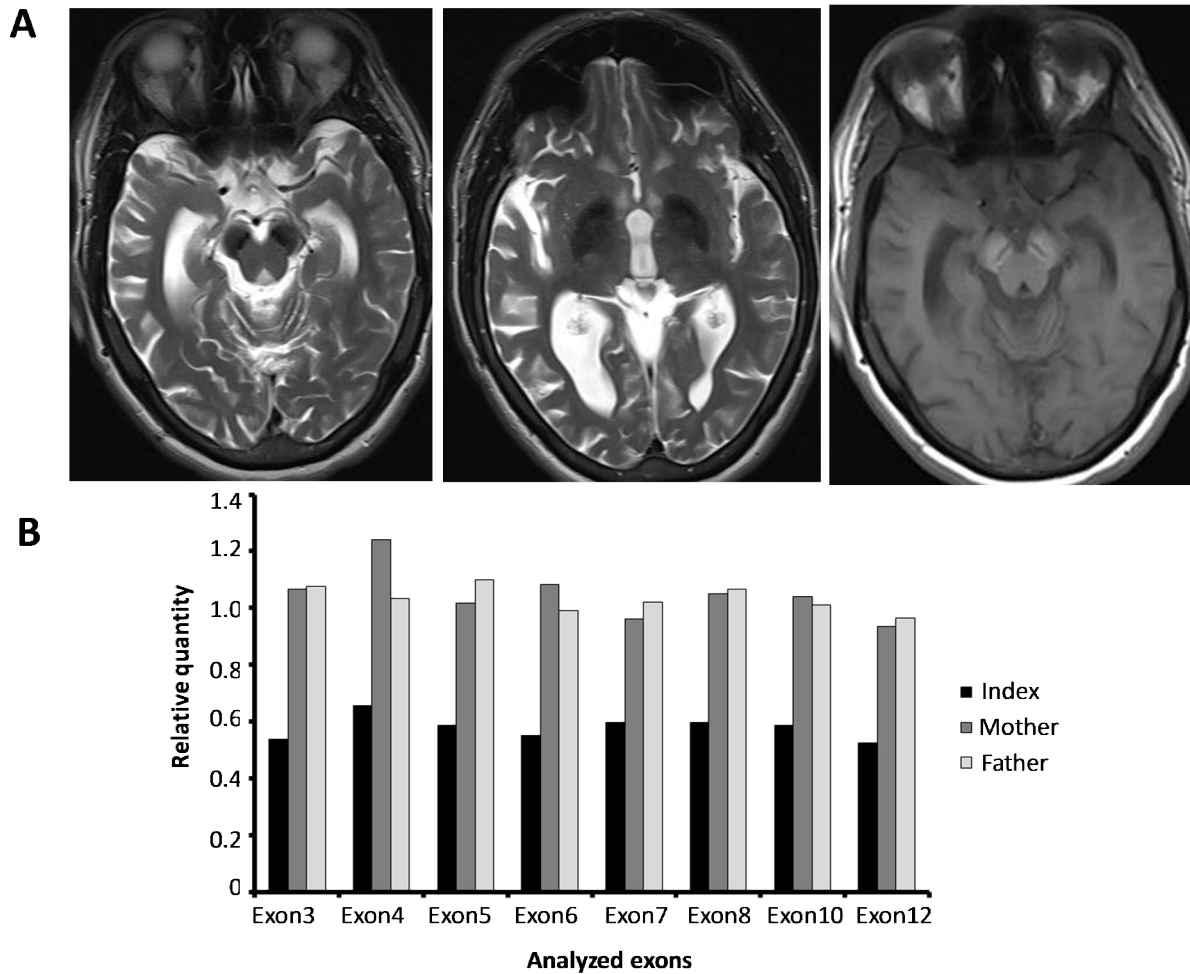 A
B
1.4
1.2
1.0
0.8
0.6
0.4
0.2
0
Relative quantity
Index
Mother
Father
Exon3 Exon4 Exon5 Exon6 Exon7 Exon8 Exon10 Exon12
Analyzed exons